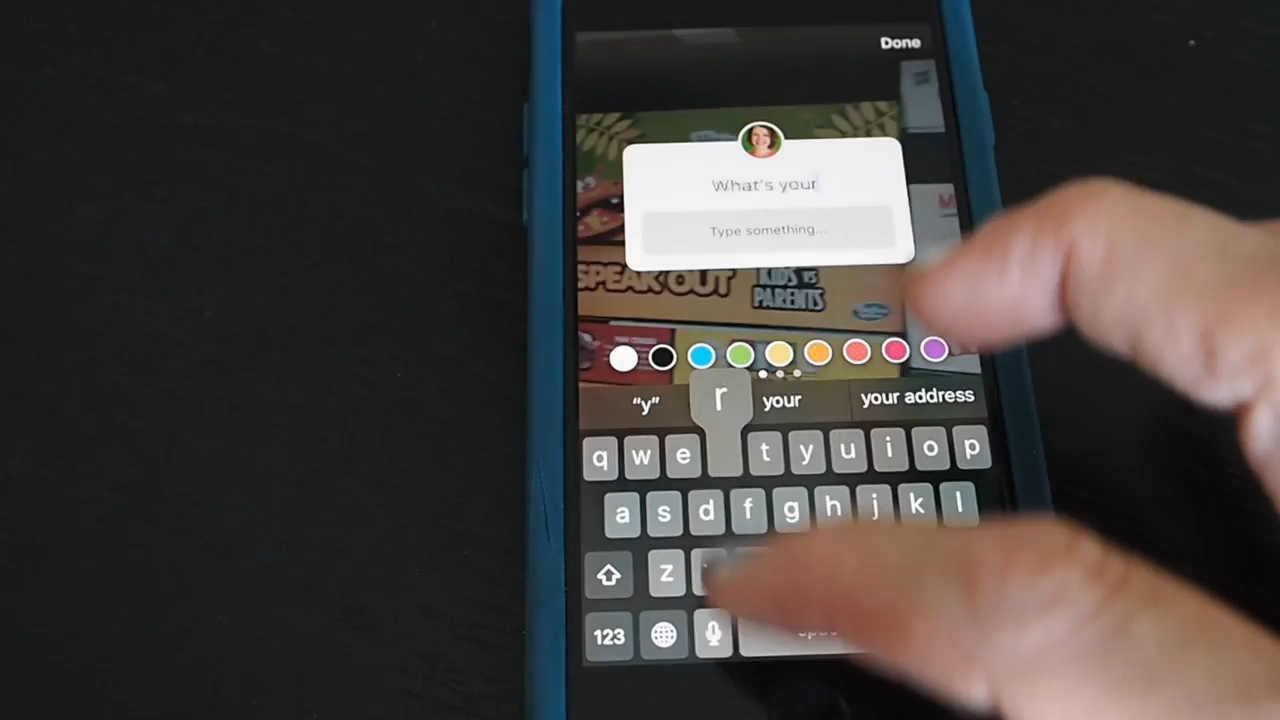 Done
What's your
Type something...
SPEAK OUT
KIDS VS
PARENTS
"y"
r
your
your address
q w e t y u i o p
a s d f g h j k l
z
123